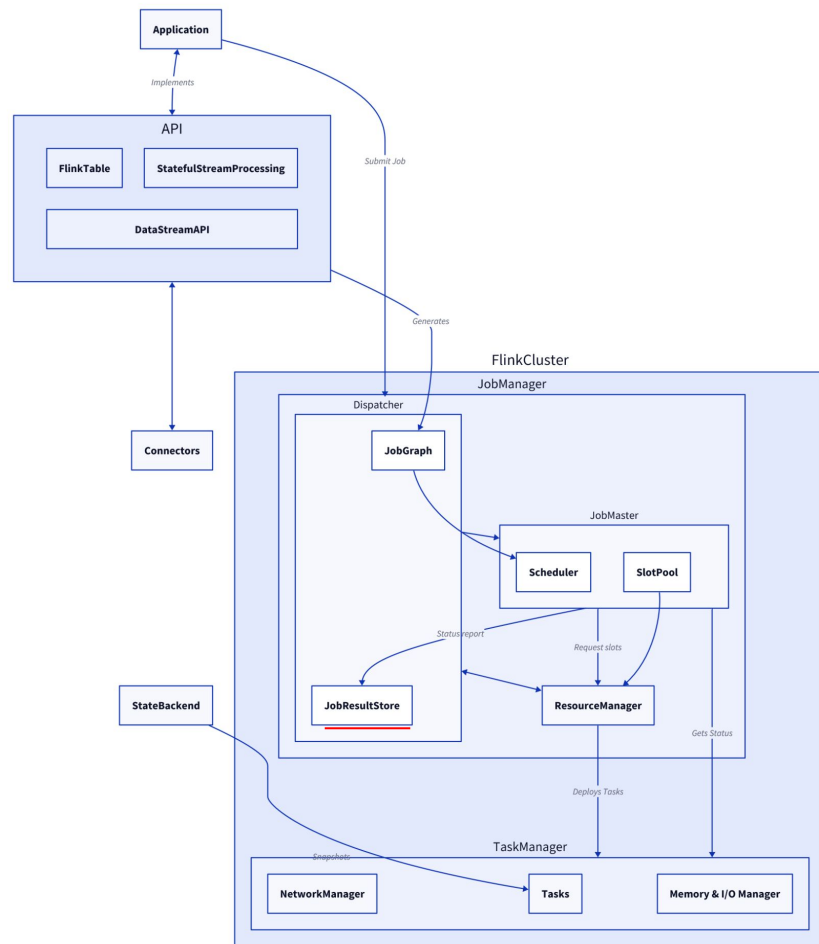 Application
Implements
API
FlinkTable
StatefulStreamProcessing
Submit Job
DataStreamAPI
Generates
FlinkCluster
JobManager
Dispatcher
Connectors
JobGraph
JobMaster
Scheduler
SlotPool
Status report
Request slots
StateBackend
JobResultStore
ResourceManager
Gets Status
Deploys Tasks
TaskManager
Snapshots
NetworkManager
Tasks
Memory & I/O Manager